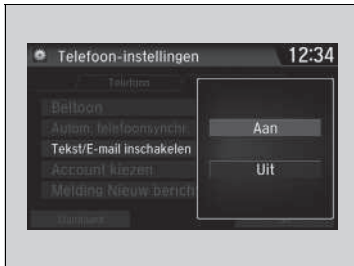 Telefoon-instellingen 12:34
Telefoon
Beltoon
Autom. telefoonsynchr.
Tekst/E-mail inschakelen
Account kiezen
Melding Nieuw bericht
Aan
Uit